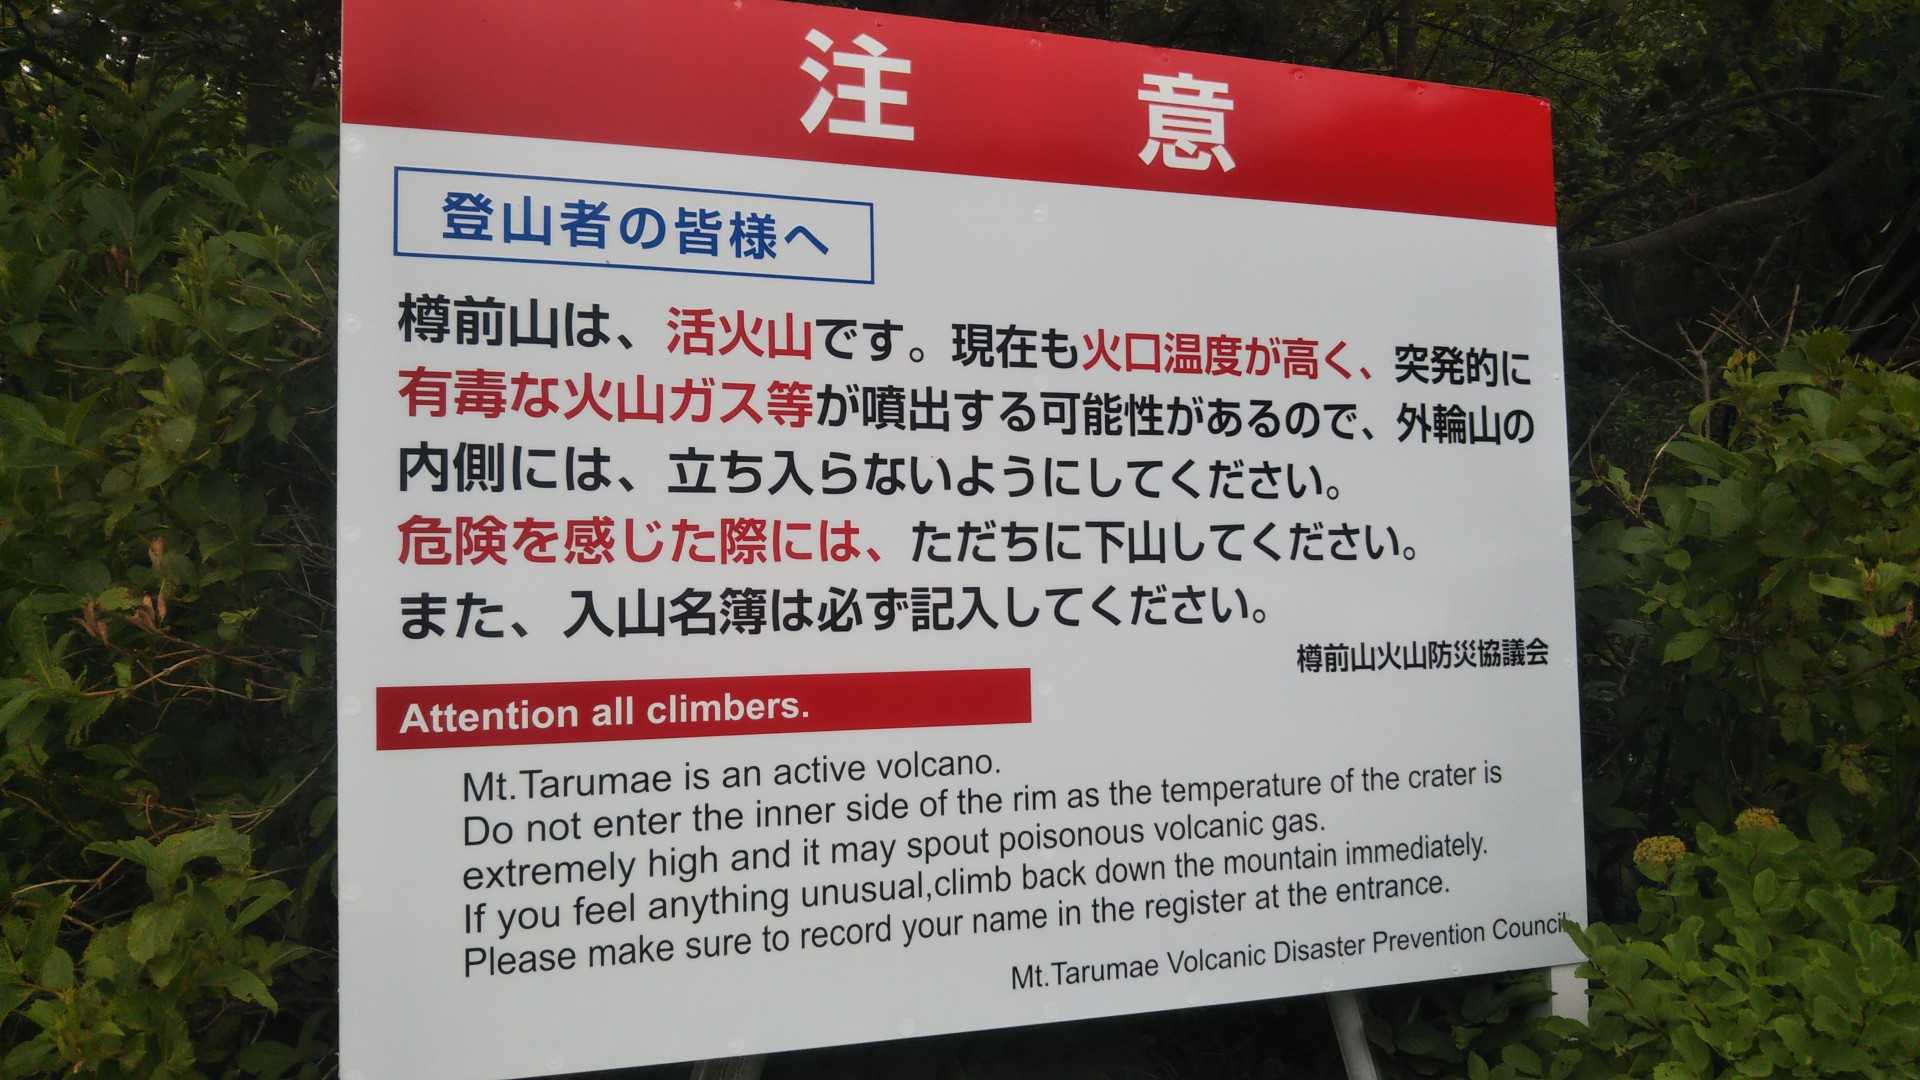 注意
登山者の皆様へ
樽前山は、活火山です。現在も火口温度が高く、突発的に
有毒な火山ガス等が噴出する可能性があるので、外輪山の
内側には、立ち入らないようにしてください。
危険を感じた際には、ただちに下山してください。
また、入山名簿は必ず記入してください。
樽前山火山防災協議会
Attention all climbers.
Mt.Tarumae is an active volcano.
Do not enter the inner side of the rim as the temperature of the crater is
extremely high and it may spout poisonous volcanic gas.
If you feel anything unusual,climb back down the mountain immediately.
Please make sure to record your name in the register at the entrance.
Mt.Tarumae Volcanic Disaster Prevention Council